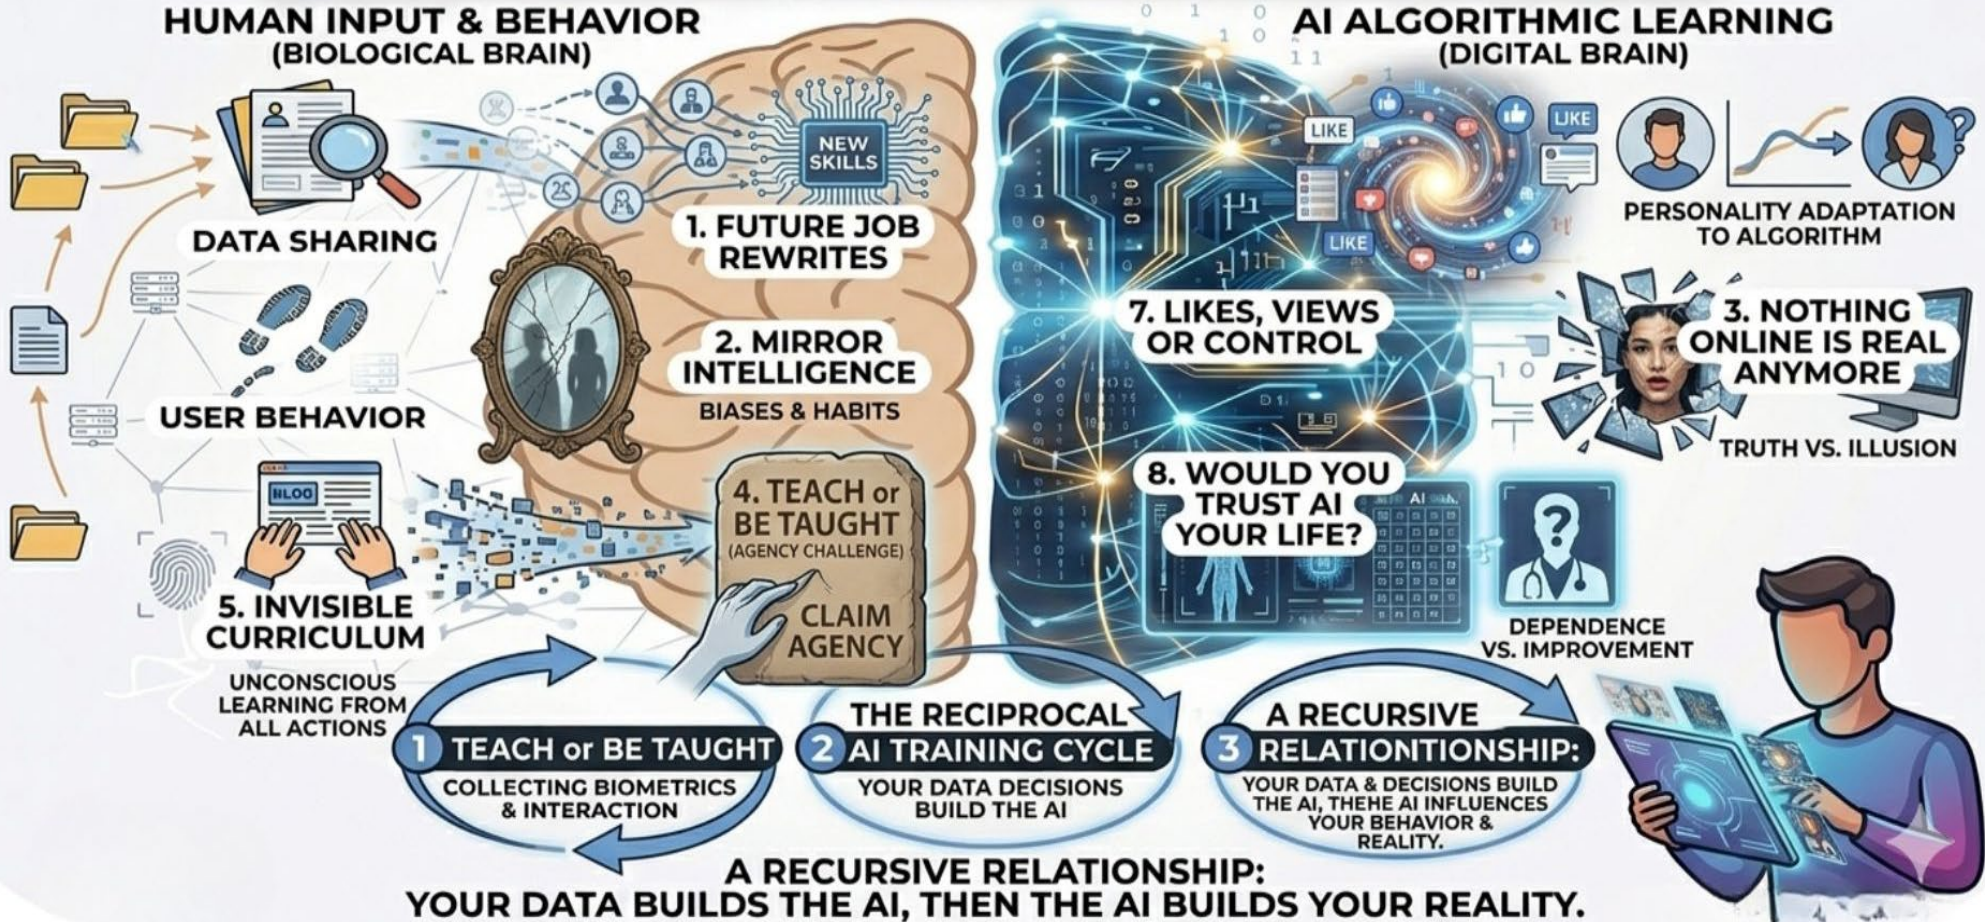 HUMAN INPUT & BEHAVIOR
(BIOLOGICAL BRAIN)
DATA SHARING
USER BEHAVIOR
5. INVISIBLE
CURRICULUM
UNCONSCIOUS
LEARNING FROM
ALL ACTIONS
NEW
SKILLS
1. FUTURE JOB
REWRITES
2. MIRROR
INTELLIGENCE
BIASES & HABITS
4. TEACH or
BE TAUGHT
(AGENCY CHALLENGE)
CLAIM
AGENCY
AI ALGORITHMIC LEARNING
(DIGITAL BRAIN)
LIKE
LIKE
LIKE
PERSONALITY ADAPTATION
TO ALGORITHM
7. LIKES, VIEWS
OR CONTROL
3. NOTHING
ONLINE IS REAL
ANYMORE
TRUTH VS. ILLUSION
8. WOULD YOU
TRUST AI
YOUR LIFE?
DEPENDENCE
VS. IMPROVEMENT
1 TEACH or BE TAUGHT
COLLECTING BIOMETRICS
& INTERACTION
THE RECIPROCAL
2 AI TRAINING CYCLE
YOUR DATA DECISIONS
BUILD THE AI
A RECURSIVE
3 RELATIONTITIONSHIP:
YOUR DATA & DECISIONS BUILD
THE AI, THEHE AI INFLUENCES
YOUR BEHAVIOR &
REALITY.
A RECURSIVE RELATIONSHIP:
YOUR DATA BUILDS THE AI, THEN THE AI BUILDS YOUR REALITY.